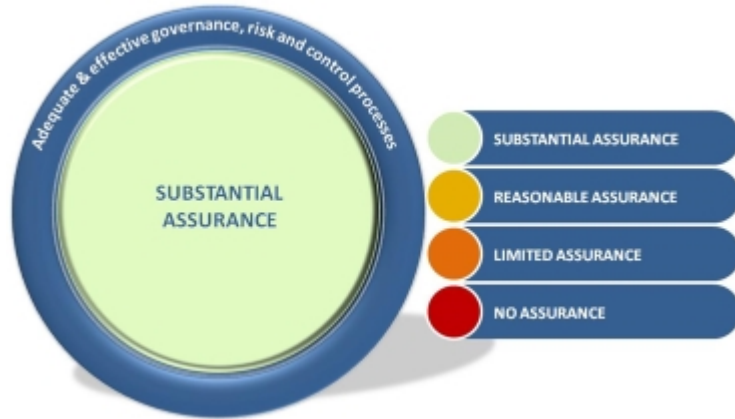 Adequate & effective governance, risk and control processes
SUBSTANTIAL
ASSURANCE
SUBSTANTIAL ASSURANCE
REASONABLE ASSURANCE
LIMITED ASSURANCE
NO ASSURANCE